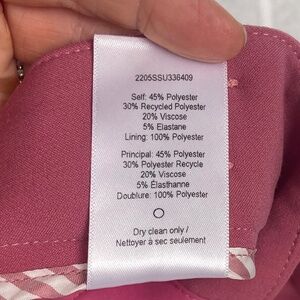 2205SSU336409
Self: 45% Polyester
30% Recycled Polyester
20% Viscose
5% Elastane
Lining: 100% Polyester
Principal: 45% Polyester
30% Polyester Recycle
20% Viscose
5% Élasthanne
Doublure: 100% Polyester
Dry clean only /
Nettoyer à sec seulement